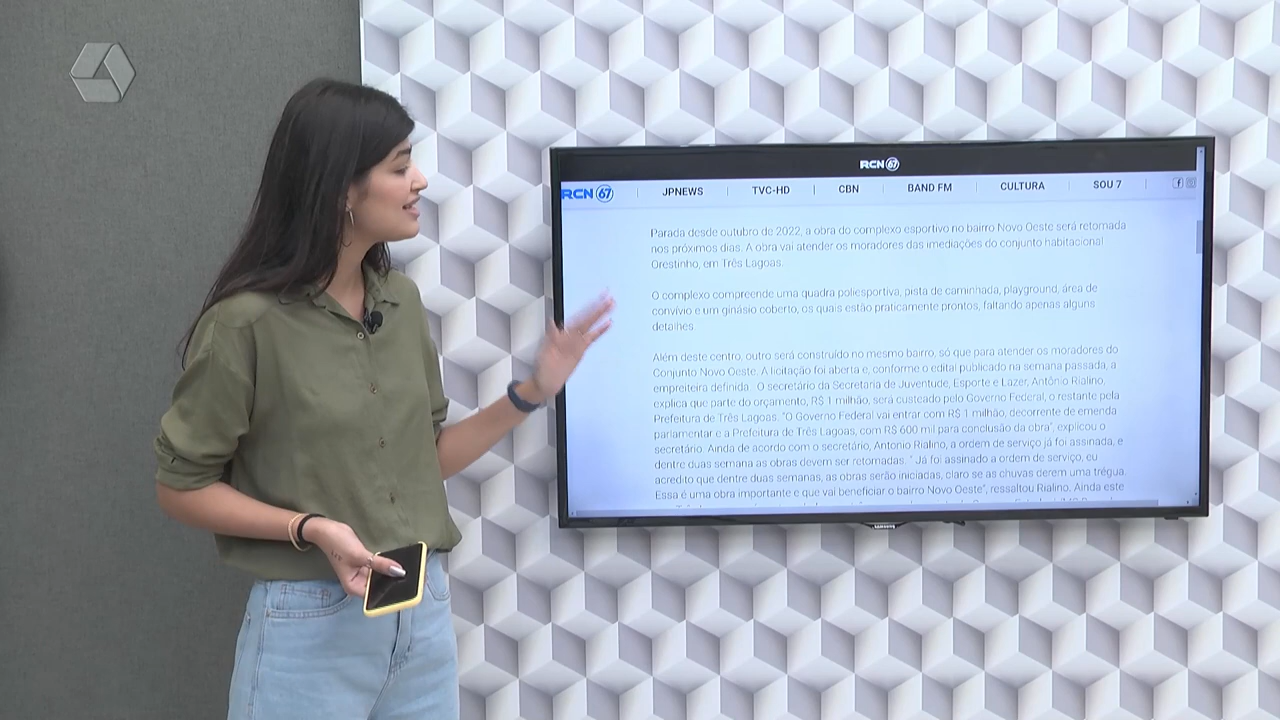 RCN 67
RCN 67
JPNEWS
TVC-HD
CBN
BAND FM
CULTURA
SOU 7
Parada desde outubro de 2022, a obra do complexo esportivo no bairro Novo Oeste será retomada
nos próximos dias. A obra vai atender os moradores das imediações do conjunto habitacional
Orestinho, em Três Lagoas.
O complexo compreende uma quadra poliesportiva, pista de caminhada, playground, área de
convívio e um ginásio coberto, os quais estão praticamente prontos, faltando apenas alguns
detalhes.
Além deste centro, outro será construído no mesmo bairro, só que para atender os moradores do
Conjunto Novo Oeste. A licitação foi aberta e, conforme o edital publicado na semana passada, a
empreiteira definida. O secretário da Secretaria de Juventude, Esporte e Lazer, Antônio Rialino,
explica que parte do orçamento, R$ 1 milhão, será custeado pelo Governo Federal, o restante pela
Prefeitura de Três Lagoas. "O Governo Federal vai entrar com R$ 1 milhão, decorrente de emenda
parlamentar e a Prefeitura de Três Lagoas, com R$ 600 mil para conclusão da obra", explicou o
secretário. Ainda de acordo com o secretário, Antonio Rialino, a ordem de serviço já foi assinada, e
dentre duas semana as obras devem ser retomadas. " Já foi assinado a ordem de serviço, eu
acredito que dentre duas semanas, as obras serão iniciadas, claro se as chuvas derem uma trégua.
Essa é uma obra importante e que vai beneficiar o bairro Novo Oeste", ressaltou Rialino. Ainda este
SAMSUNG